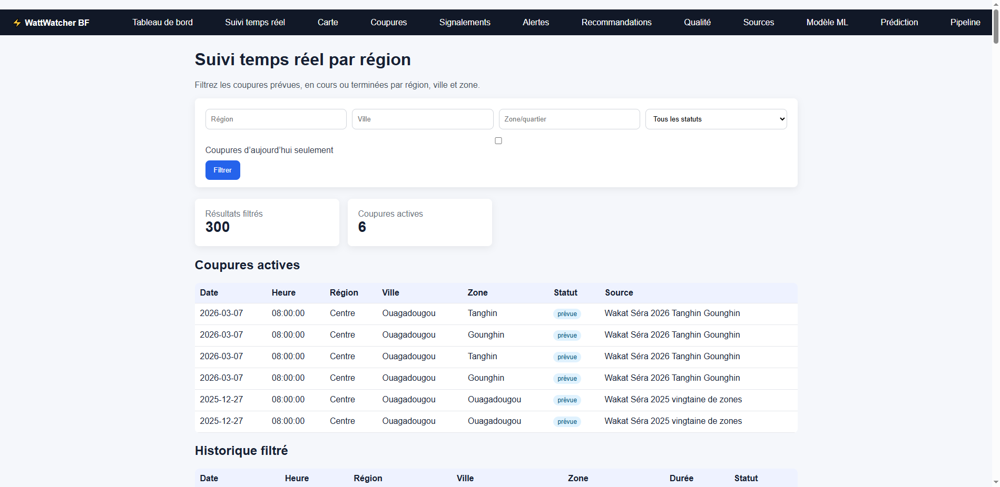 ⚡ WattWatcher BF Tableau de bord Suivi temps réel Carte Coupures Signalements Alertes Recommandations Qualité Sources Modèle ML Prédiction Pipeline
Suivi temps réel par région
Filtrez les coupures prévues, en cours ou terminées par région, ville et zone.
Région Ville Zone/quartier Tous les statuts
Coupures d’aujourd’hui seulement
Filtrer
Résultats filtrés
300
Coupures actives
6
Coupures actives
Date Heure Région Ville Zone Statut Source
2026-03-07 08:00:00 Centre Ouagadougou Tanghin prévue Wakat Séra 2026 Tanghin Gounghin
2026-03-07 08:00:00 Centre Ouagadougou Gounghin prévue Wakat Séra 2026 Tanghin Gounghin
2026-03-07 08:00:00 Centre Ouagadougou Tanghin prévue Wakat Séra 2026 Tanghin Gounghin
2026-03-07 08:00:00 Centre Ouagadougou Gounghin prévue Wakat Séra 2026 Tanghin Gounghin
2025-12-27 08:00:00 Centre Ouagadougou Ouagadougou prévue Wakat Séra 2025 vingtaine de zones
2025-12-27 08:00:00 Centre Ouagadougou Ouagadougou prévue Wakat Séra 2025 vingtaine de zones
Historique filtré
Date Heure Région Ville Zone Durée Statut